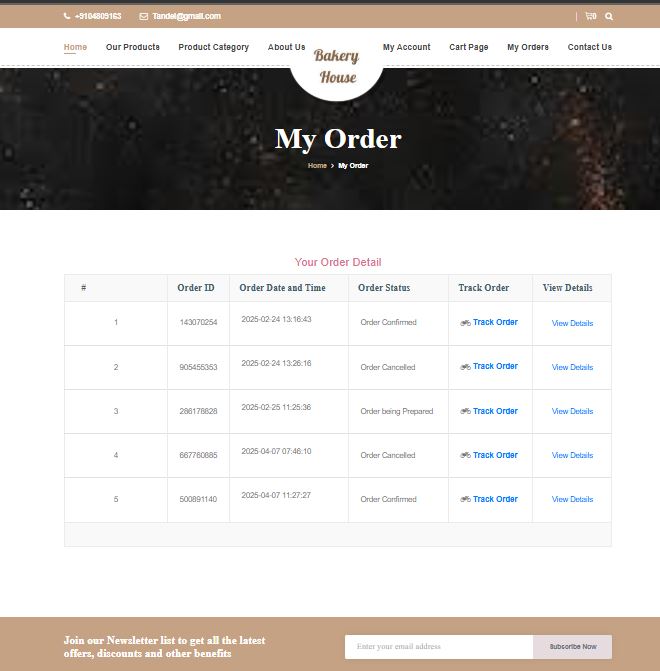 +9104809163 Tandel@gmail.com 0
Home Our Products Product Category About Us Bakery House My Account Cart Page My Orders Contact Us
My Order
Home > My Order
Your Order Detail
# Order ID Order Date and Time Order Status Track Order View Details
1 143070254 2025-02-24 13:16:43 Order Confirmed Track Order View Details
2 905455353 2025-02-24 13:26:16 Order Cancelled Track Order View Details
3 286178828 2025-02-25 11:25:36 Order being Prepared Track Order View Details
4 667760885 2025-04-07 07:46:10 Order Cancelled Track Order View Details
5 500891140 2025-04-07 11:27:27 Order Confirmed Track Order View Details
Join our Newsletter list to get all the latest
offers, discounts and other benefits
Enter your email address Subscribe Now